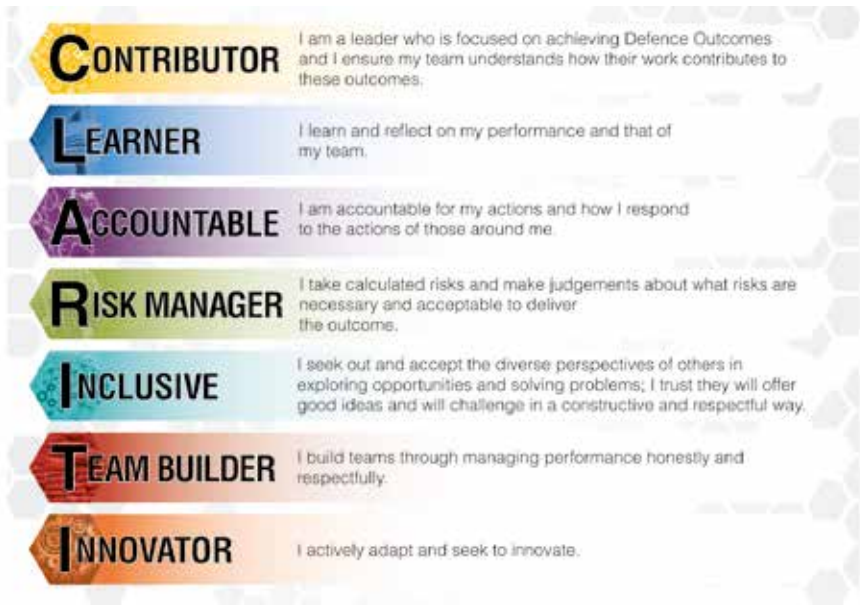 CONTRIBUTOR
I am a leader who is focused on achieving Defence Outcomes
and I ensure my team understands how their work contributes to
these outcomes.
LEARNER
I learn and reflect on my performance and that of
my team.
ACCOUNTABLE
I am accountable for my actions and how I respond
to the actions of those around me.
RISK MANAGER
I take calculated risks and make judgements about what risks are
necessary and acceptable to deliver
the outcome.
INCLUSIVE
I seek out and accept the diverse perspectives of others in
exploring opportunities and solving problems; I trust they will offer
good ideas and will challenge in a constructive and respectful way.
TEAM BUILDER
I build teams through managing performance honestly and
respectfully.
INNOVATOR
I actively adapt and seek to innovate.